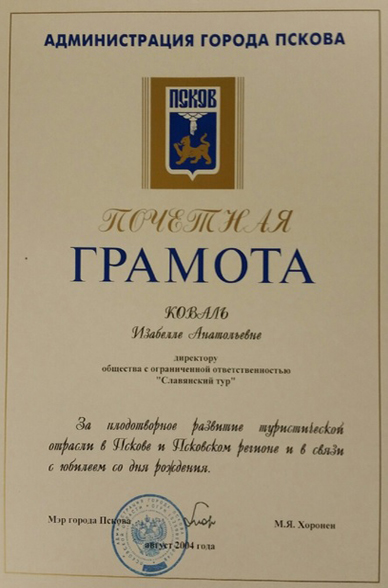 АДМИНИСТРАЦИЯ ГОРОДА ПСКОВА
ПСКОВ
ПОЧЕТНАЯ
ГРАМОТА
КОВАЛЬ
Изабелле Анатольевне
директору
общества с ограниченной ответственностью
"Славянский тур"
За плодотворное развитие туристической
отрасли в Пскове и Псковском регионе и в связи
с юбилеем со дня рождения.
Мэр города Пскова М.Я. Хоронен
август 2004 года